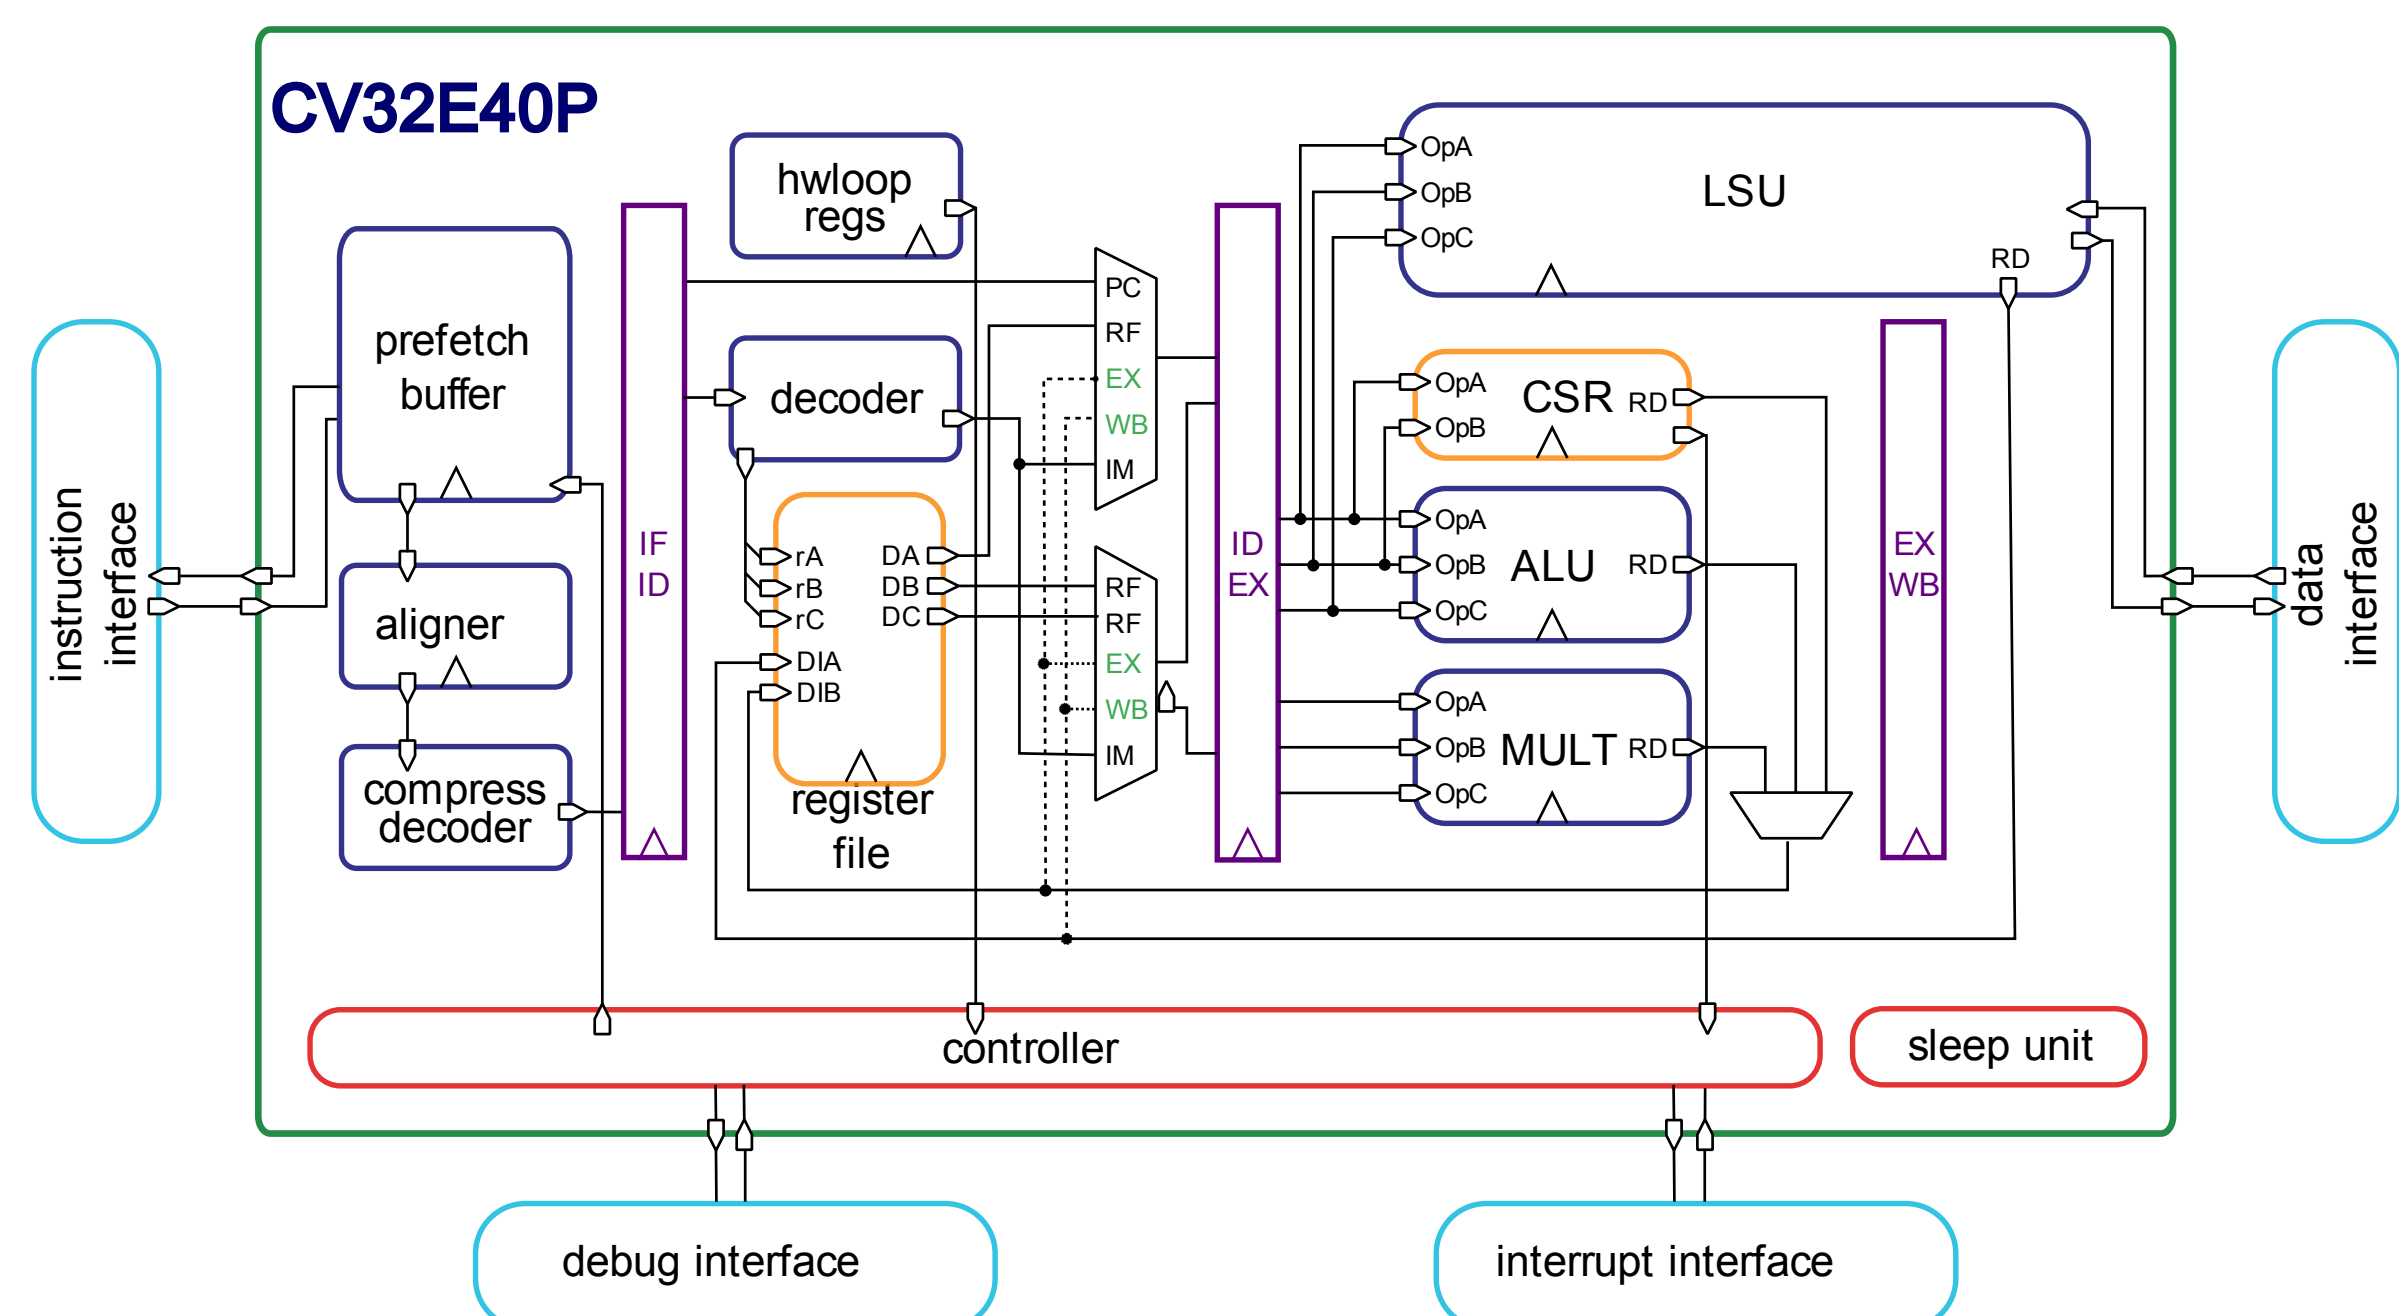 CV32E40P
instruction
interface
prefetch
buffer
aligner
compress
decoder
IF
ID
hwloop
regs
decoder
rA
rB
rC
DIA
DIB
DA
DB
DC
register
file
PC
RF
EX
WB
IM
RF
RF
EX
WB
IM
ID
EX
OpA
OpB
OpC
LSU
RD
OpA
OpB
CSR
RD
OpA
OpB
OpC
ALU
RD
OpA
OpB
OpC
MULT
RD
EX
WB
data
interface
controller
sleep unit
debug interface
interrupt interface